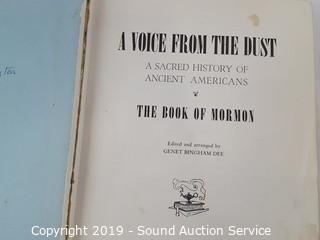 A VOICE FROM THE DUST
A SACRED HISTORY OF
ANCIENT AMERICANS
THE BOOK OF MORMON
Edited and arranged by
GENET BINGHAM DEE
Copyright 2019 - Sound Auction Service